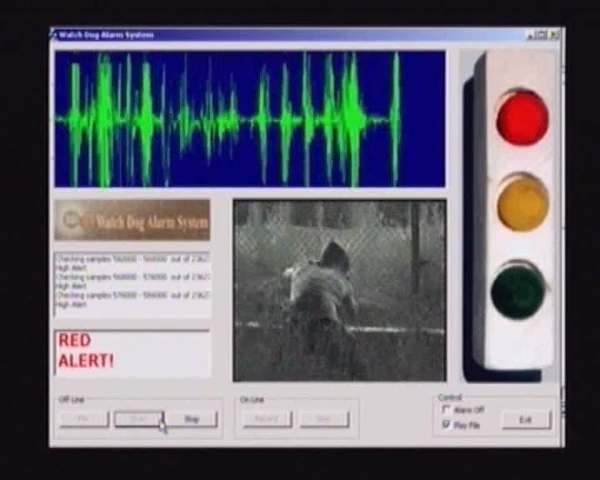 Watch Dog Alarm System
Watch Dog Alarm System
Checking samples 560000 - 568000 out of 2362
High Alert
Checking samples 568000 - 576000 out of 2362
High Alert
Checking samples 576000 - 584000 out of 2362
High Alert
RED
ALERT!
Off Line
Stop
On Line
Control
Alarm Off
Play File
Exit